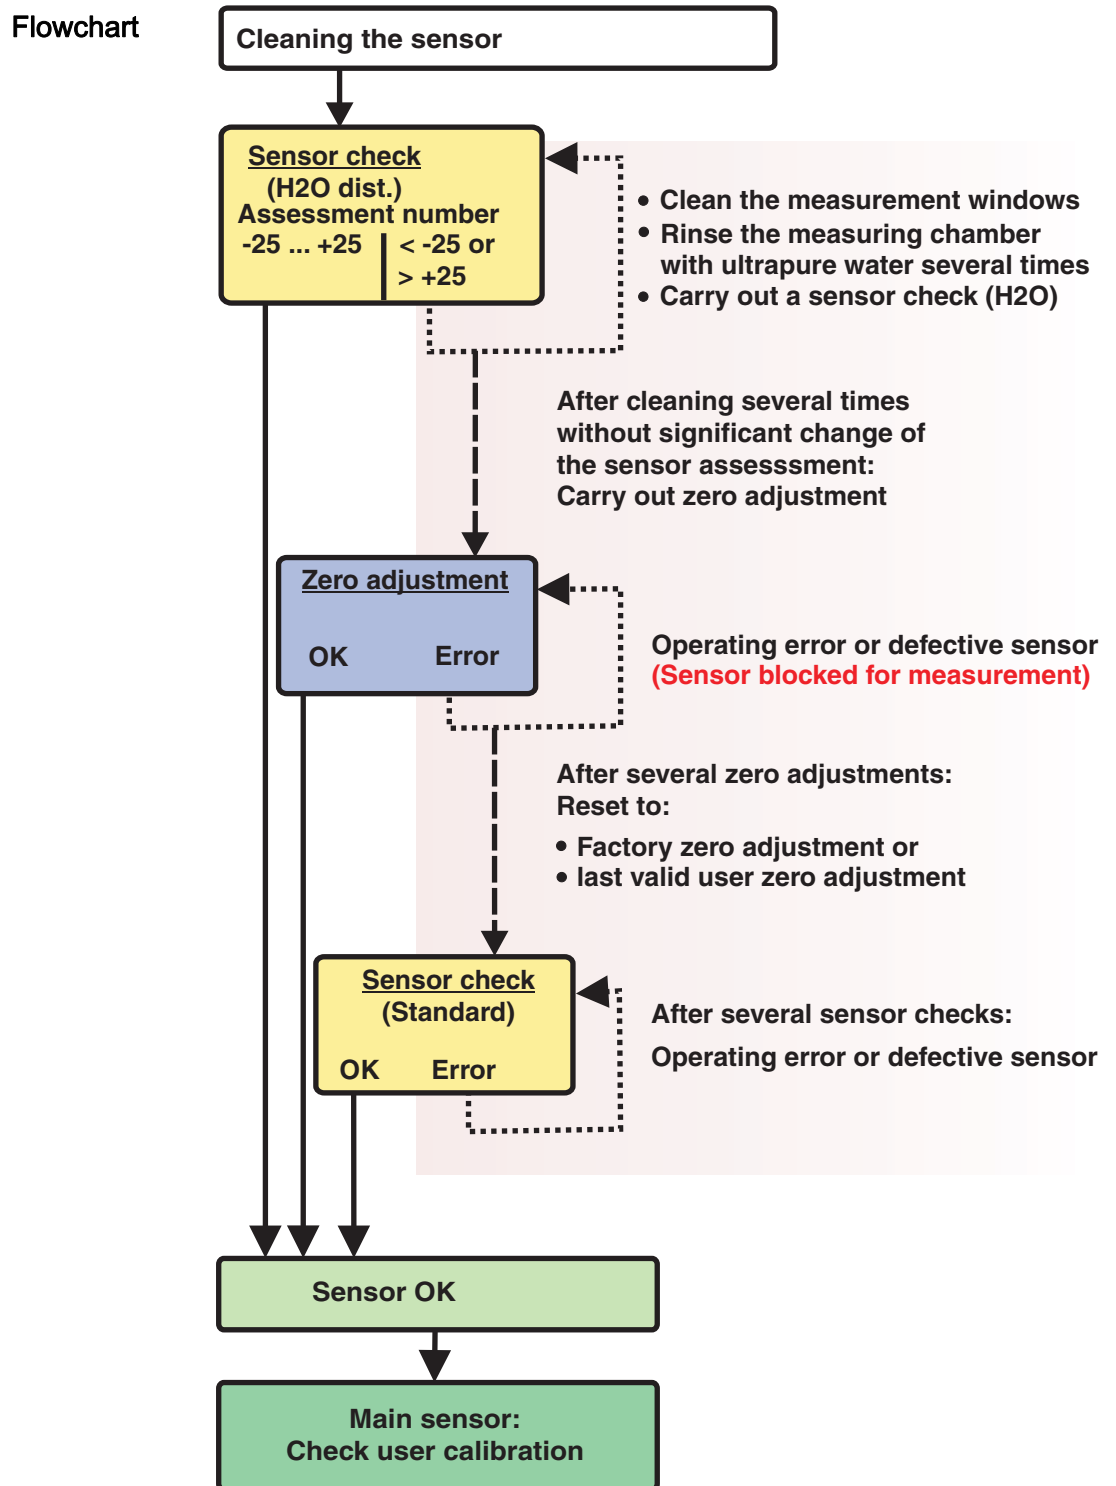 Flowchart
Cleaning the sensor
Sensor check
(H2O dist.)
Assessment number
-25 ... +25 < -25 or
> +25
• Clean the measurement windows
• Rinse the measuring chamber
with ultrapure water several times
• Carry out a sensor check (H2O)
After cleaning several times
without significant change of
the sensor assesssment:
Carry out zero adjustment
Zero adjustment
OK Error
Operating error or defective sensor
(Sensor blocked for measurement)
After several zero adjustments:
Reset to:
• Factory zero adjustment or
• last valid user zero adjustment
Sensor check
(Standard)
OK Error
After several sensor checks:
Operating error or defective sensor
Sensor OK
Main sensor:
Check user calibration